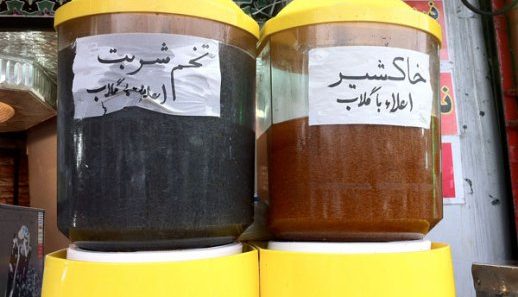 تخم شربت
اعلاء با گلاب
خاکشیر
اعلاء با گلاب